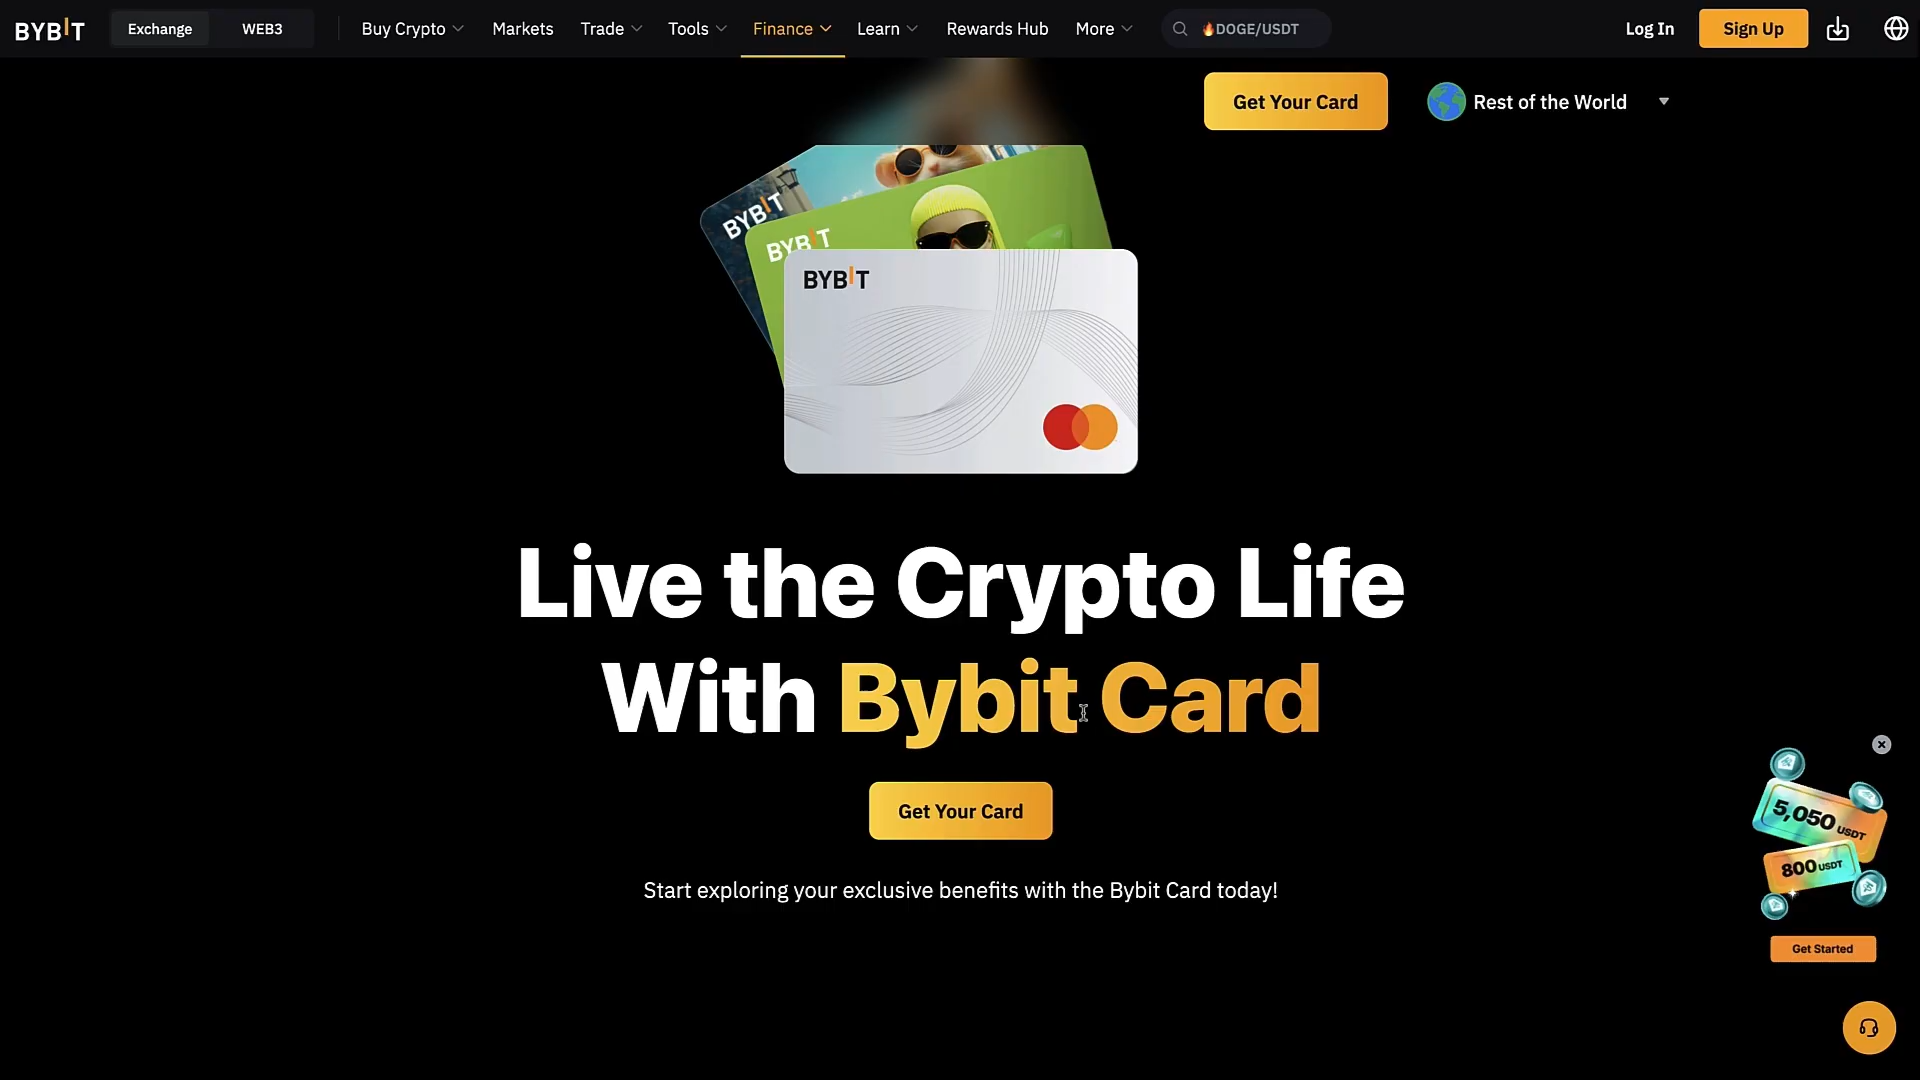 BYBIT
Exchange
WEB3
Buy Crypto
Markets
Trade
Tools
Finance
Learn
Rewards Hub
More
DOGE/USDT
Log In
Sign Up
Get Your Card
Rest of the World
BYBIT
BYBIT
BYBIT
Live the Crypto Life
With Bybit Card
Get Your Card
Start exploring your exclusive benefits with the Bybit Card today!
5,050 USDT
800 USDT
Get Started